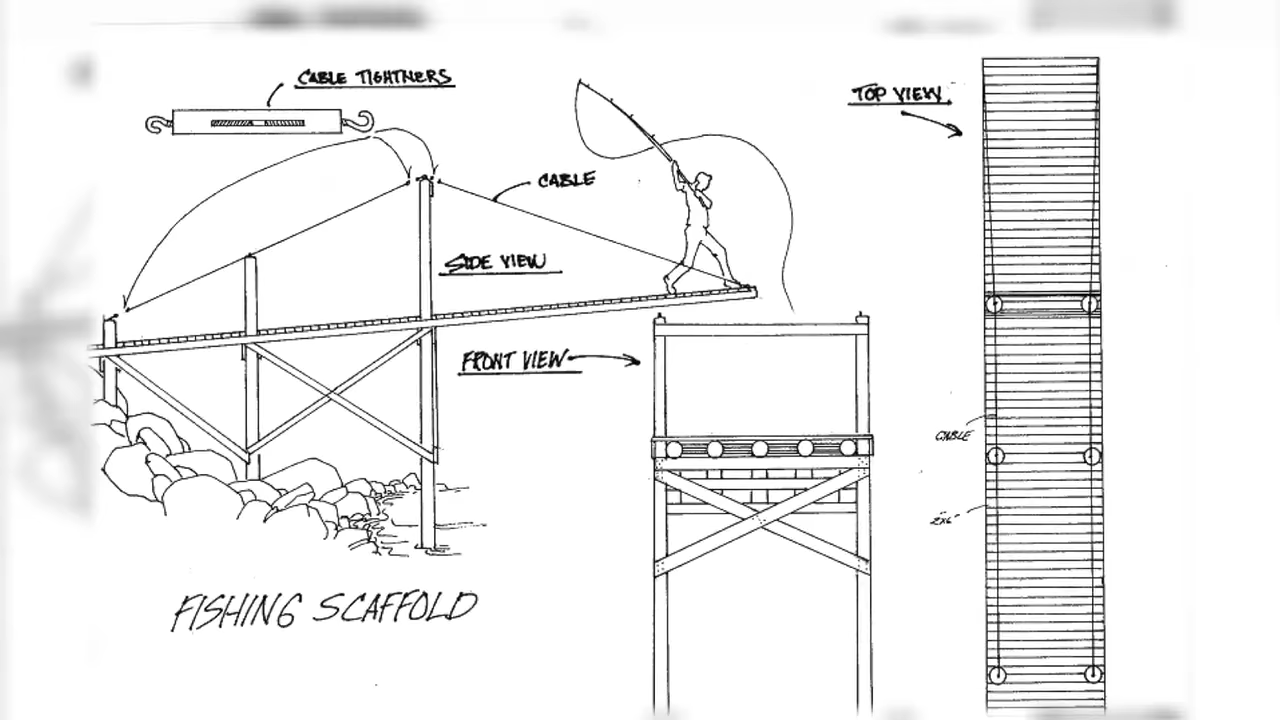 CABLE TIGHTNERS
TOP VIEW
CABLE
SIDE VIEW
FRONT VIEW
CABLE
2X6
FISHING SCAFFOLD